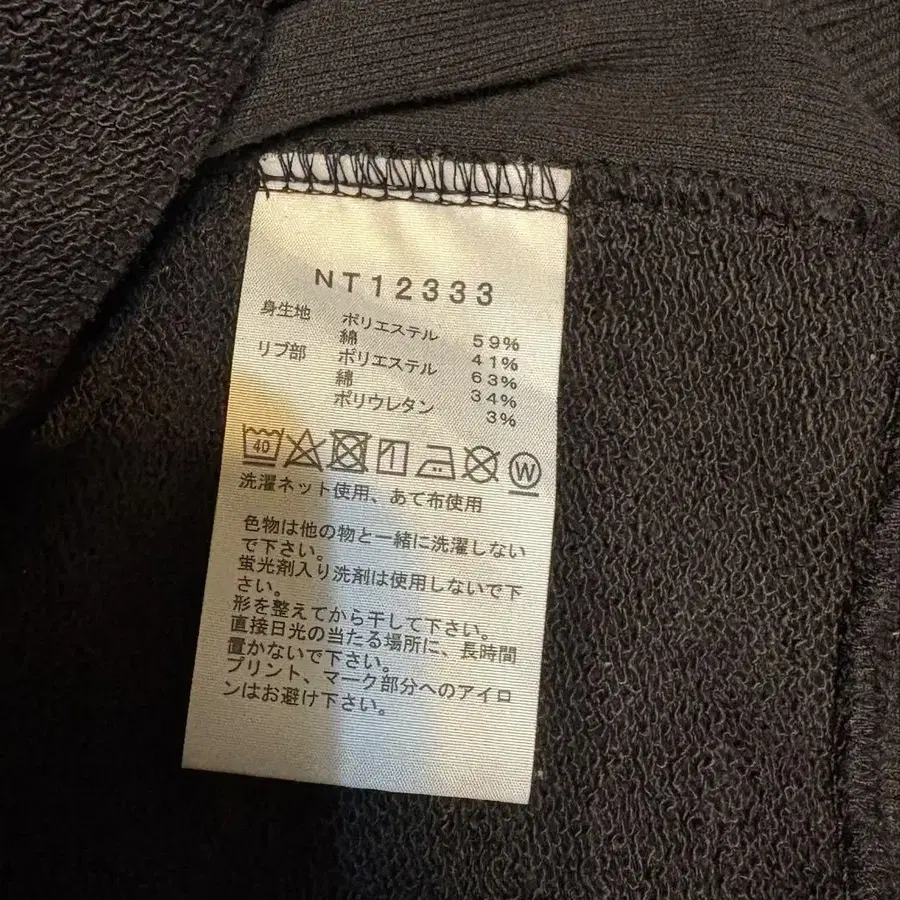 NT12333
身生地 ポリエステル 59%
綿 41%
リブ部 ポリエステル 63%
綿 34%
ポリウレタン 3%
40 W
洗濯ネット使用、あて布使用
色物は他の物と一緒に洗濯しない
で下さい。
蛍光剤入り洗剤は使用しないで下
さい。
形を整えてから干して下さい。
直接日光の当たる場所に、長時間
置かないで下さい。
プリント、マーク部分へのアイロ
ンはお避け下さい。